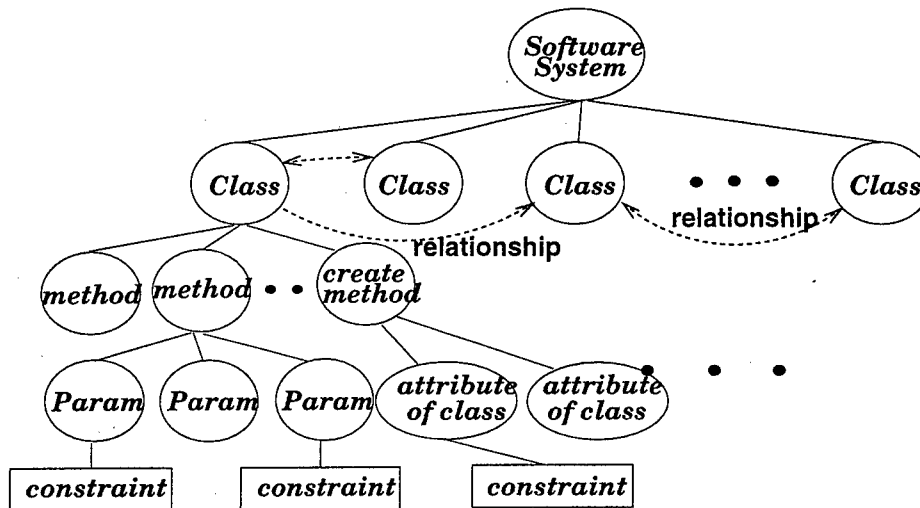 Software
System
Class
Class
Class
Class
relationship
relationship
method
method
create
method
Param
Param
Param
attribute
of class
attribute
of class
constraint
constraint
constraint